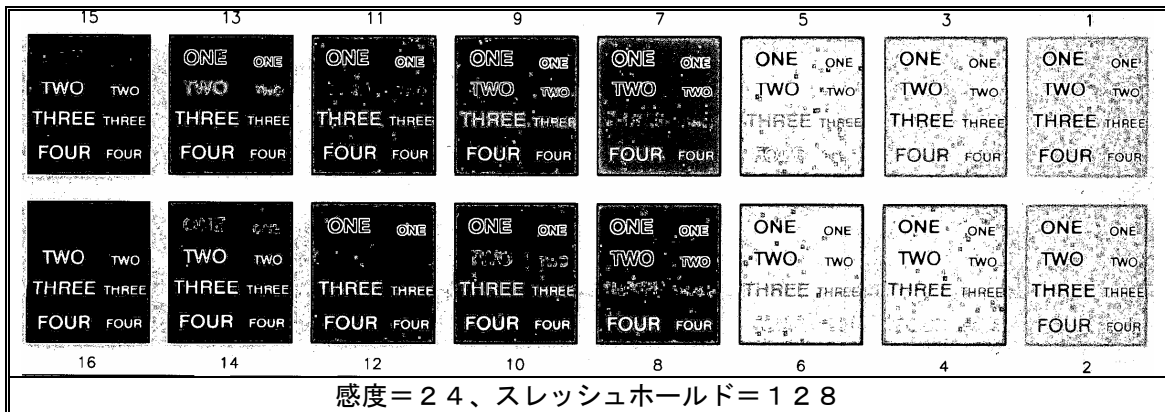 15 13 11 9 7 5 3 1
ONE ONE ONE ONE ONE ONE ONE ONE ONE ONE ONE ONE ONE ONE
TWO TWO TWO TWO TWO TWO TWO TWO TWO TWO TWO TWO TWO TWO
THREE THREE THREE THREE THREE THREE THREE THREE THREE THREE THREE THREE THREE THREE
FOUR FOUR FOUR FOUR FOUR FOUR FOUR FOUR FOUR FOUR FOUR FOUR FOUR FOUR
ONE ONE ONE ONE ONE ONE ONE ONE ONE ONE ONE ONE
TWO TWO TWO TWO TWO TWO TWO TWO TWO TWO TWO TWO TWO
THREE THREE THREE THREE THREE THREE THREE THREE THREE THREE THREE THREE THREE THREE
FOUR FOUR FOUR FOUR FOUR FOUR FOUR FOUR FOUR FOUR FOUR FOUR
16 14 12 10 8 6 4 2
感度=24、スレッシュホールド=128